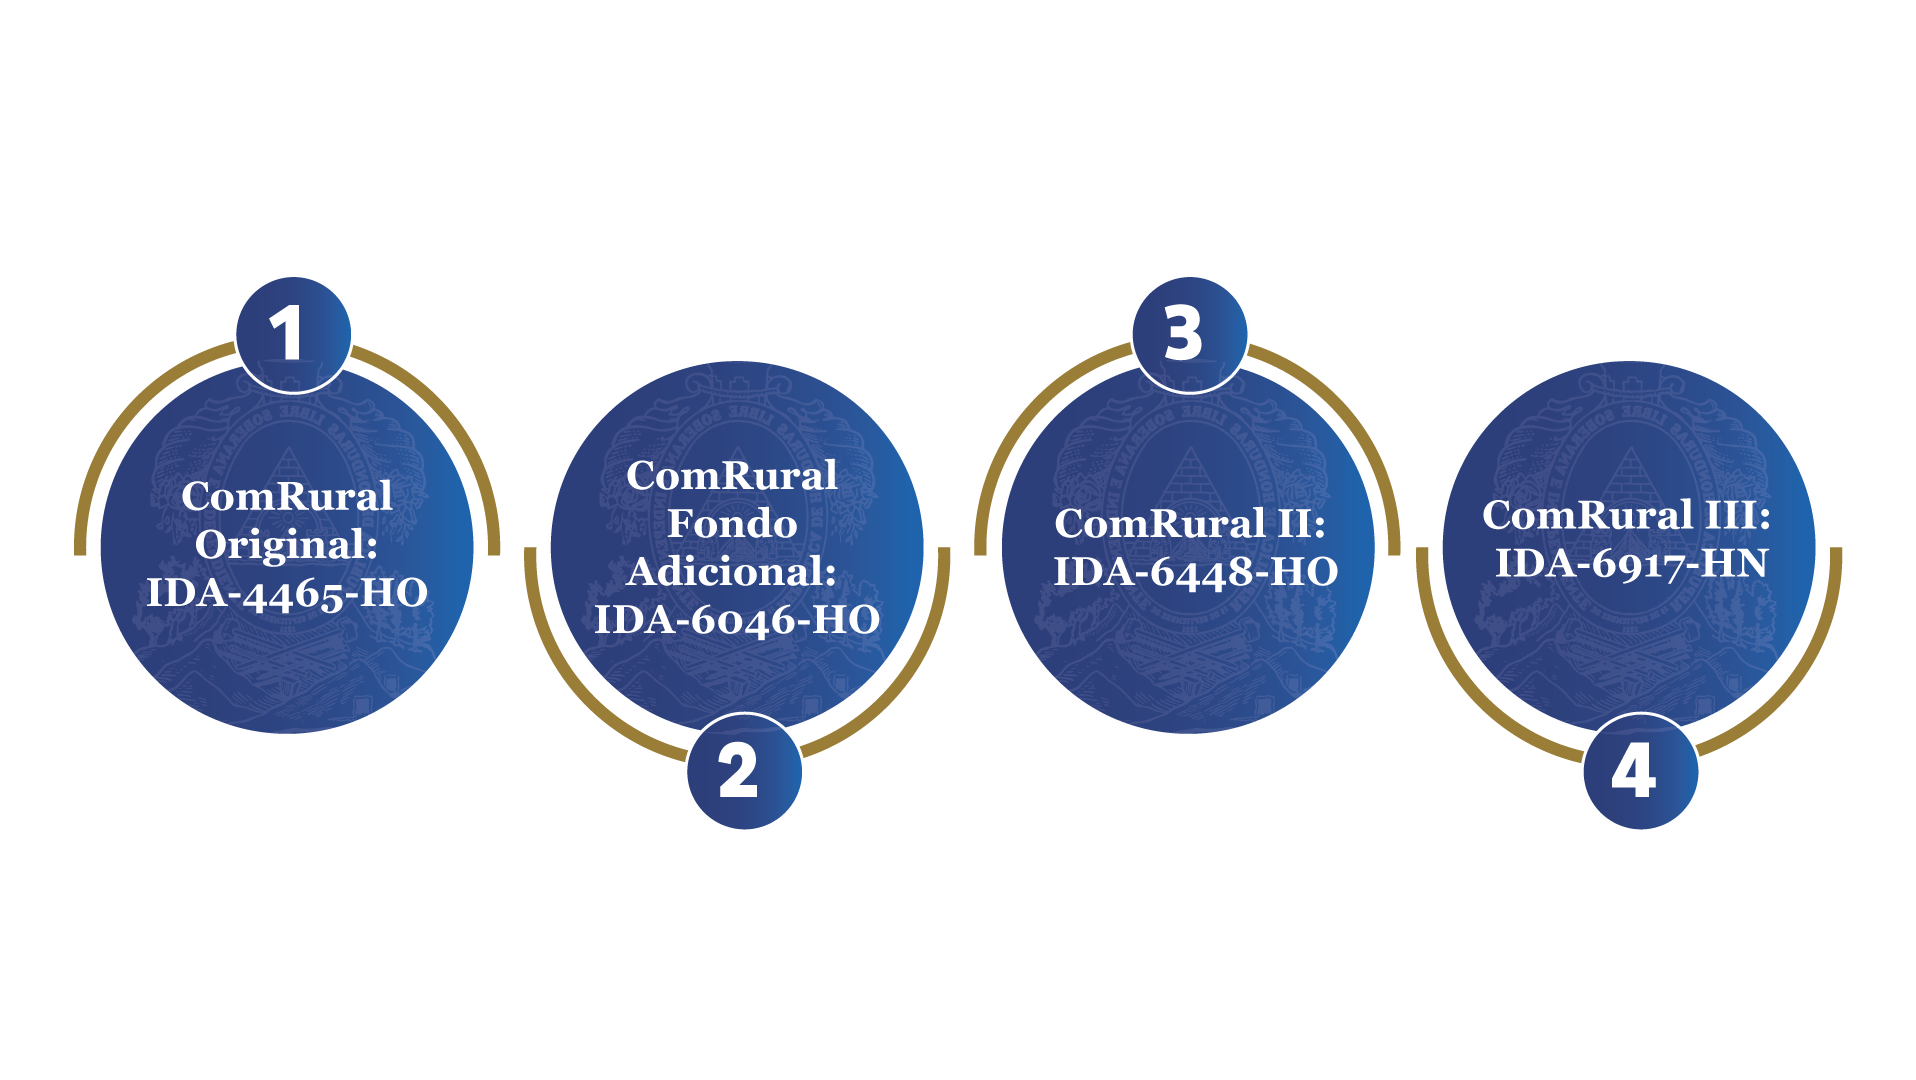 1
ComRural
Original:
IDA-4465-HO
ComRural
Fondo
Adicional:
IDA-6046-HO
2
3
ComRural II:
IDA-6448-HO
ComRural III:
IDA-6917-HN
4